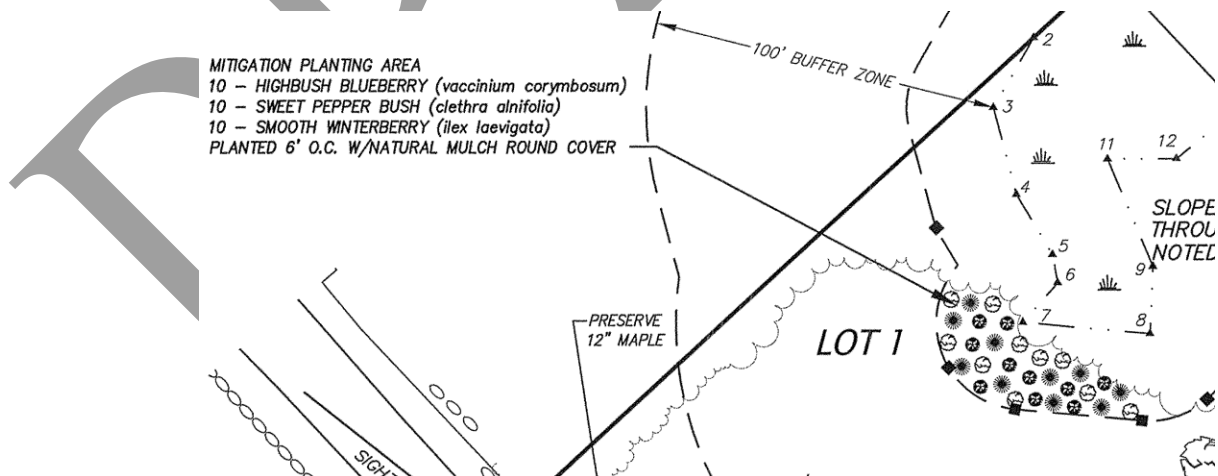 MITIGATION PLANTING AREA
10 – HIGHBUSH BLUEBERRY (vaccinium corymbosum)
10 – SWEET PEPPER BUSH (clethra alnifolia)
10 – SMOOTH WINTERBERRY (ilex laevigata)
PLANTED 6' O.C. W/NATURAL MULCH ROUND COVER
100' BUFFER ZONE
2
3
4
5
6
7
8
9
11
12
SLOPE
THROU
NOTED
PRESERVE
12" MAPLE
LOT 1
SIGHT